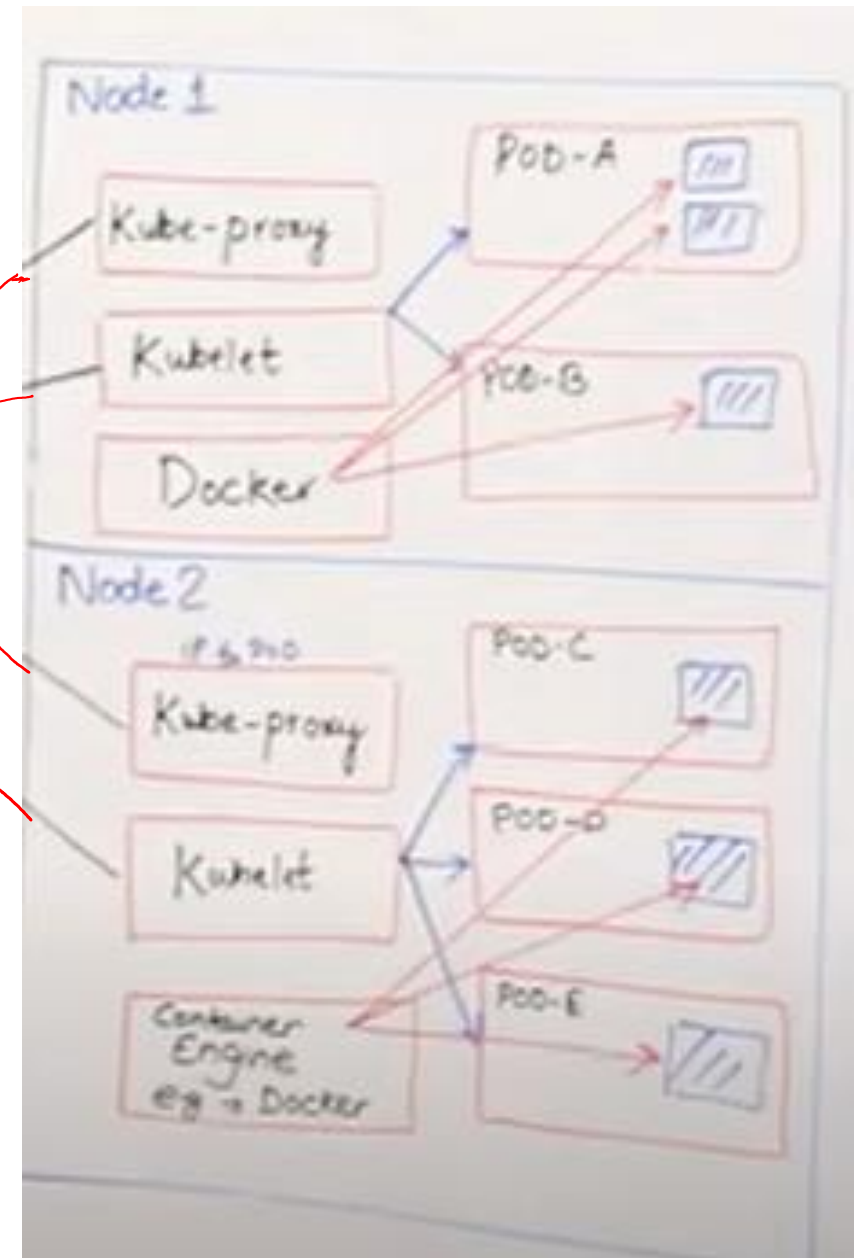 Node 1
POD-A
Kube-proxy
Kubelet
POD-B
Docker
Node 2
POD-C
Kube-proxy
POD-D
Kubelet
POD-E
Container
Engine
eg → Docker